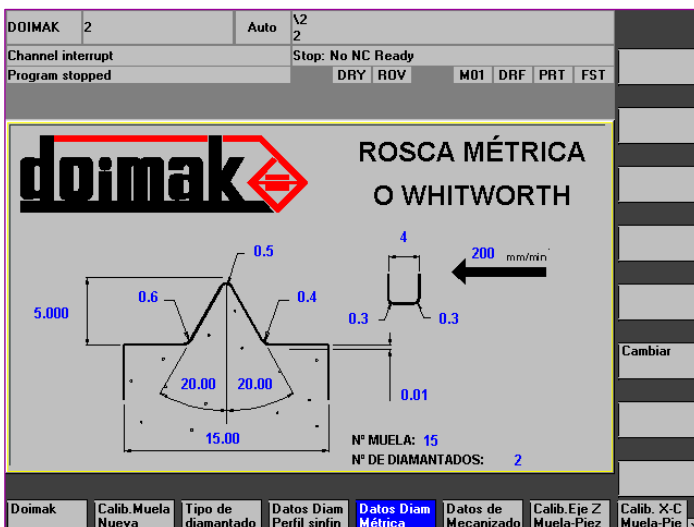 DOIMAK 2 Auto \2
2
Channel interrupt Stop: No NC Ready
Program stopped DRY ROV M01 DRF PRT FST
doimak
ROSCA MÉTRICA
O WHITWORTH
0.5
4
200 mm/min
5.000
0.6
0.4
0.3
0.3
20.00
20.00
0.01
15.00
Nº MUELA: 15
Nº DE DIAMANTADOS: 2
Cambiar
Doimak
Calib.Muela
Nueva
Tipo de
diamantado
Datos Diam
Perfil sinfin
Datos Diam
Métrica
Datos de
Mecanizado
Calib.Eje Z
Muela-Piez
Calib. X-C
Muela-Pie